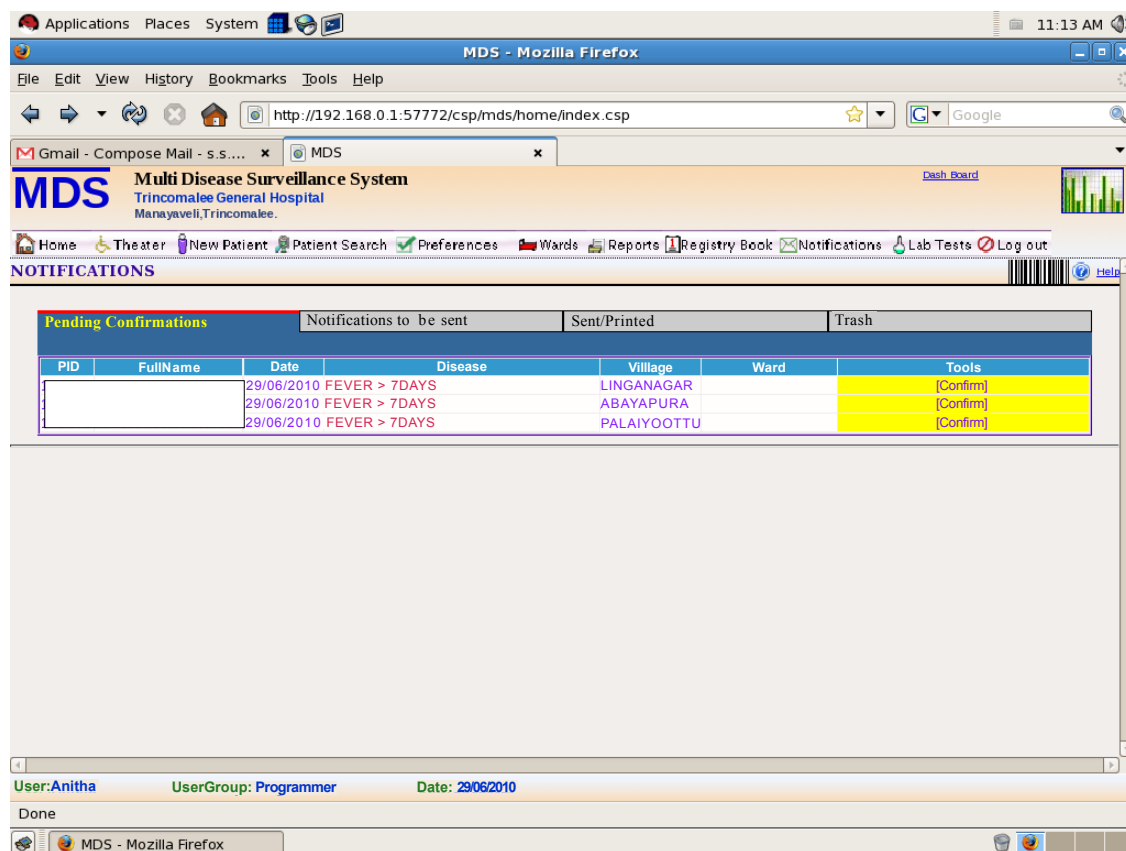 Applications Places System 11:13 AM
MDS - Mozilla Firefox
File Edit View History Bookmarks Tools Help
http://192.168.0.1:57772/csp/mds/home/index.csp G Google
Gmail - Compose Mail - s.s.... MDS
MDS Multi Disease Surveillance System Dash Board
Trincomalee General Hospital
Manayaveli,Trincomalee.
Home Theater New Patient Patient Search Preferences Wards Reports Registry Book Notifications Lab Tests Log out
NOTIFICATIONS Help
Pending Confirmations Notifications to be sent Sent/Printed Trash
PID FullName Date Disease Villlage Ward Tools
29/06/2010 FEVER > 7DAYS LINGANAGAR [Confirm]
29/06/2010 FEVER > 7DAYS ABAYAPURA [Confirm]
29/06/2010 FEVER > 7DAYS PALAIYOOTTU [Confirm]
User:Anitha UserGroup: Programmer Date: 29/06/2010
Done
MDS - Mozilla Firefox